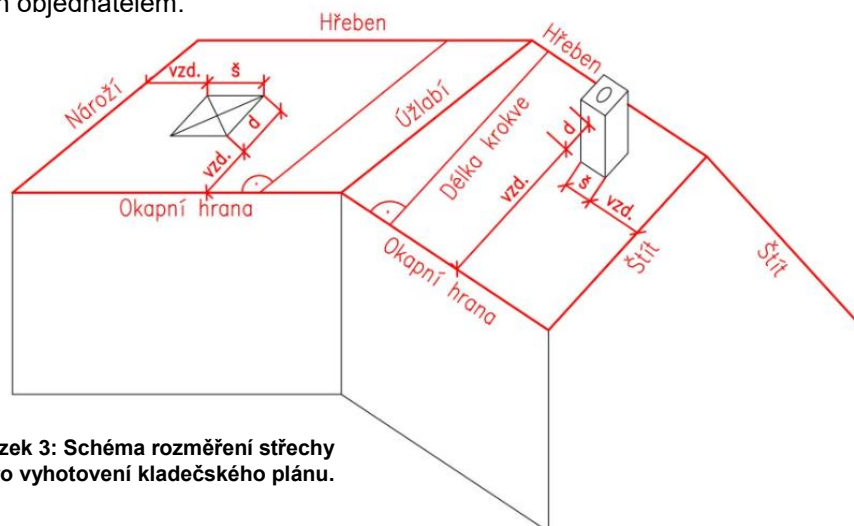 objednatelem.
Hřeben
Hřeben
vzd.
š
Nároží
Úžlabí
d
vzd.
Délka krokve
d
vzd.
š
vzd.
Okapní hrana
Okapní hrana
Štít
Štít
zek 3: Schéma rozměření střechy
o vyhotovení kladečského plánu.